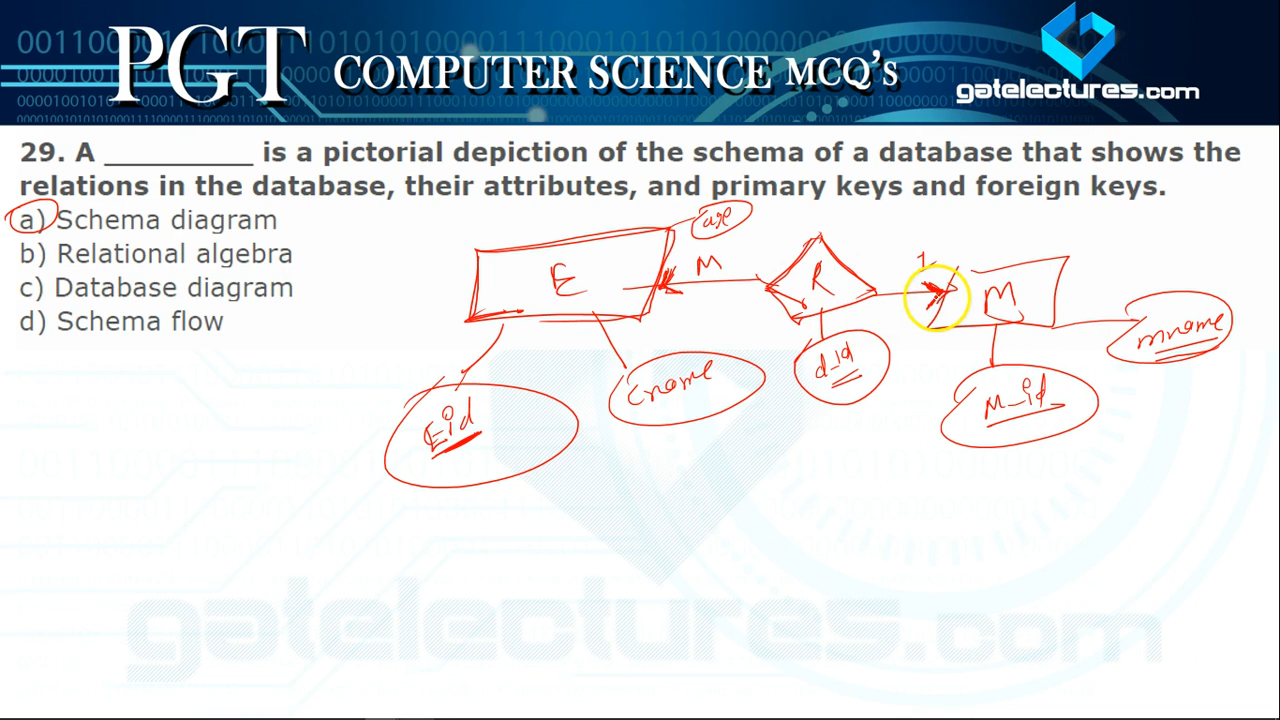 PGT COMPUTER SCIENCE MCQ'S
gatelectures.com
29. A __________ is a pictorial depiction of the schema of a database that shows the
relations in the database, their attributes, and primary keys and foreign keys.
a) Schema diagram
b) Relational algebra
c) Database diagram
d) Schema flow
age
E
M
R
1
M
Eid
Ename
d_id
M_id
mname
gatelectures.com